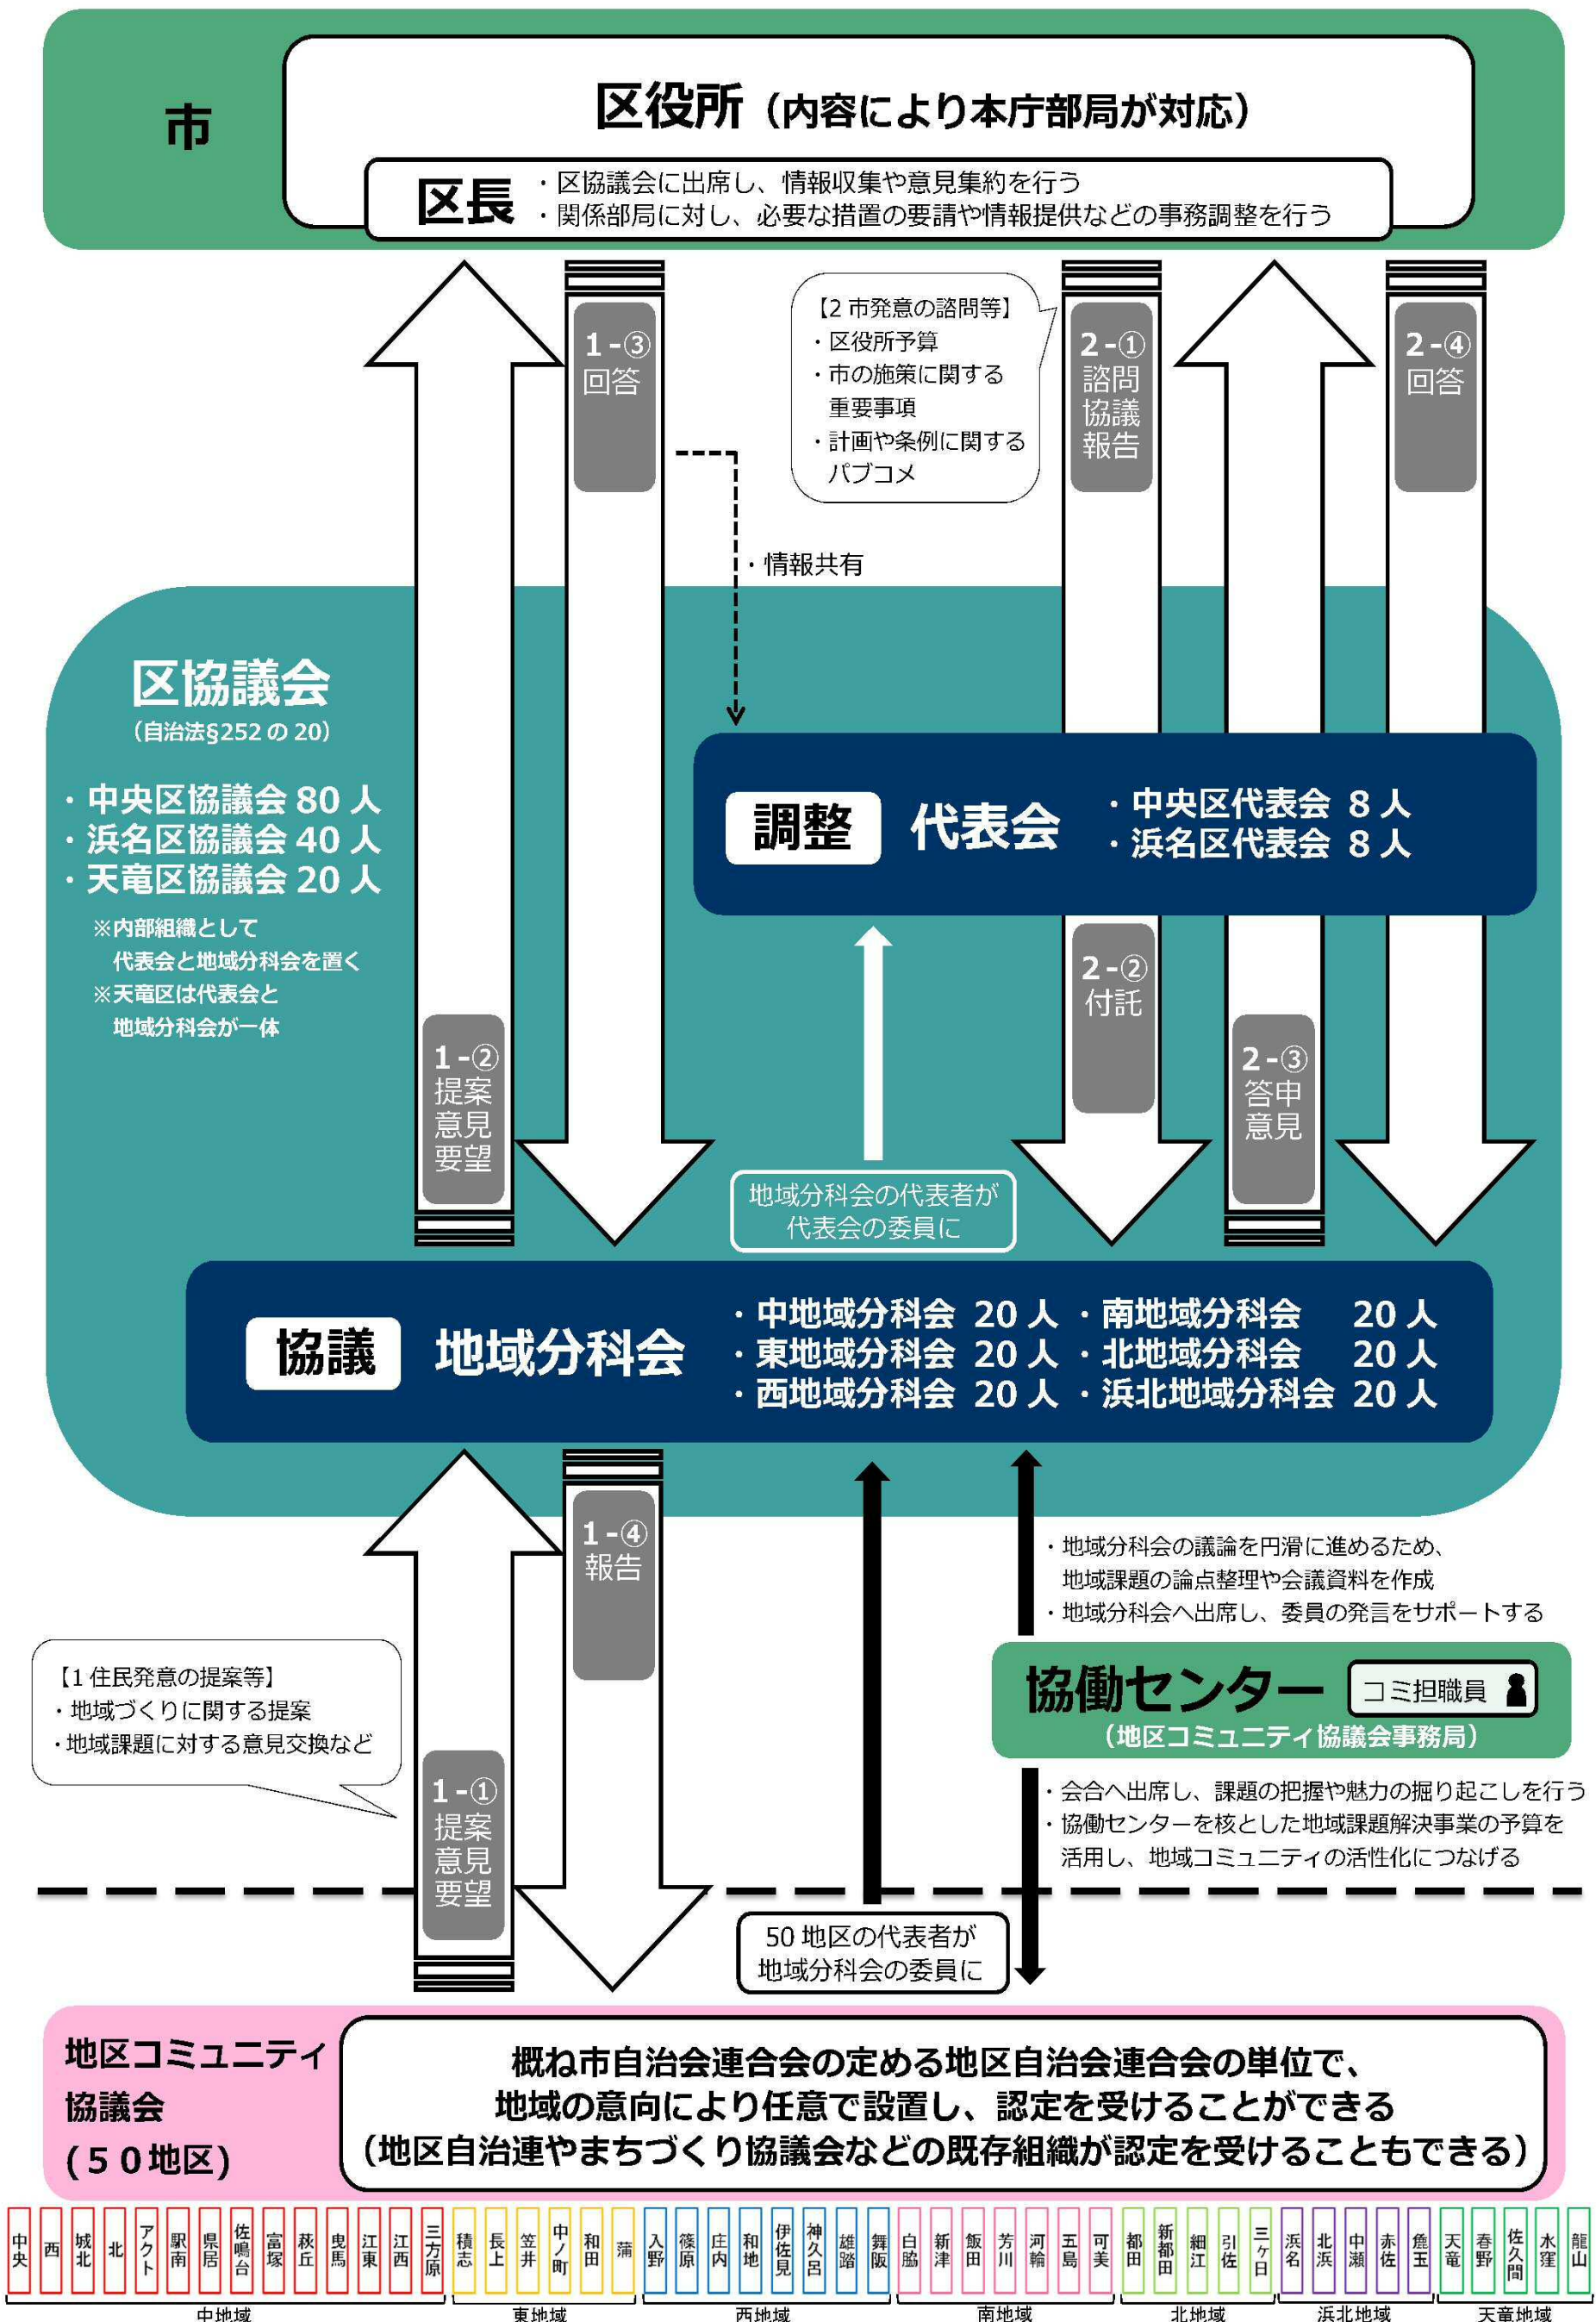 市
区役所（内容により本庁部局が対応）
区長
・区協議会に出席し、情報収集や意見集約を行う
・関係部局に対し、必要な措置の要請や情報提供などの事務調整を行う
1-③
回答
【2 市発意の諮問等】
・区役所予算
・市の施策に関する
重要事項
・計画や条例に関する
パブコメ
2-①
諮問
協議
報告
2-④
回答
・情報共有
区協議会
（自治法§252 の 20）
・中央区協議会 80 人
・浜名区協議会 40 人
・天竜区協議会 20 人
※内部組織として
代表会と地域分科会を置く
※天竜区は代表会と
地域分科会が一体
調整
代表会
・中央区代表会 8 人
・浜名区代表会 8 人
1-②
提案
意見
要望
2-②
付託
2-③
答申
意見
地域分科会の代表者が
代表会の委員に
協議
地域分科会
・中地域分科会 20 人 ・南地域分科会 20 人
・東地域分科会 20 人 ・北地域分科会 20 人
・西地域分科会 20 人 ・浜北地域分科会 20 人
1-④
報告
・地域分科会の議論を円滑に進めるため、
地域課題の論点整理や会議資料を作成
・地域分科会へ出席し、委員の発言をサポートする
【1 住民発意の提案等】
・地域づくりに関する提案
・地域課題に対する意見交換など
協働センター
コミ担職員
（地区コミュニティ協議会事務局）
1-①
提案
意見
要望
・会合へ出席し、課題の把握や魅力の掘り起こしを行う
・協働センターを核とした地域課題解決事業の予算を
活用し、地域コミュニティの活性化につなげる
50 地区の代表者が
地域分科会の委員に
地区コミュニティ
協議会
(５０地区)
概ね市自治会連合会の定める地区自治会連合会の単位で、
地域の意向により任意で設置し、認定を受けることができる
（地区自治連やまちづくり協議会などの既存組織が認定を受けることもできる）
中央
西
城北
北
アクト
駅南
県居
佐鳴台
富塚
萩丘
曳馬
江東
江西
三方原
積志
長上
笠井
中ノ町
和田
蒲
入野
篠原
庄内
和地
伊佐見
神久呂
雄踏
舞阪
白脇
新津
飯田
芳川
河輪
五島
可美
都田
新都田
細江
引佐
三ヶ日
浜名
北浜
中瀬
赤佐
麁玉
天竜
春野
佐久間
水窪
龍山
中地域
東地域
西地域
南地域
北地域
浜北地域
天竜地域